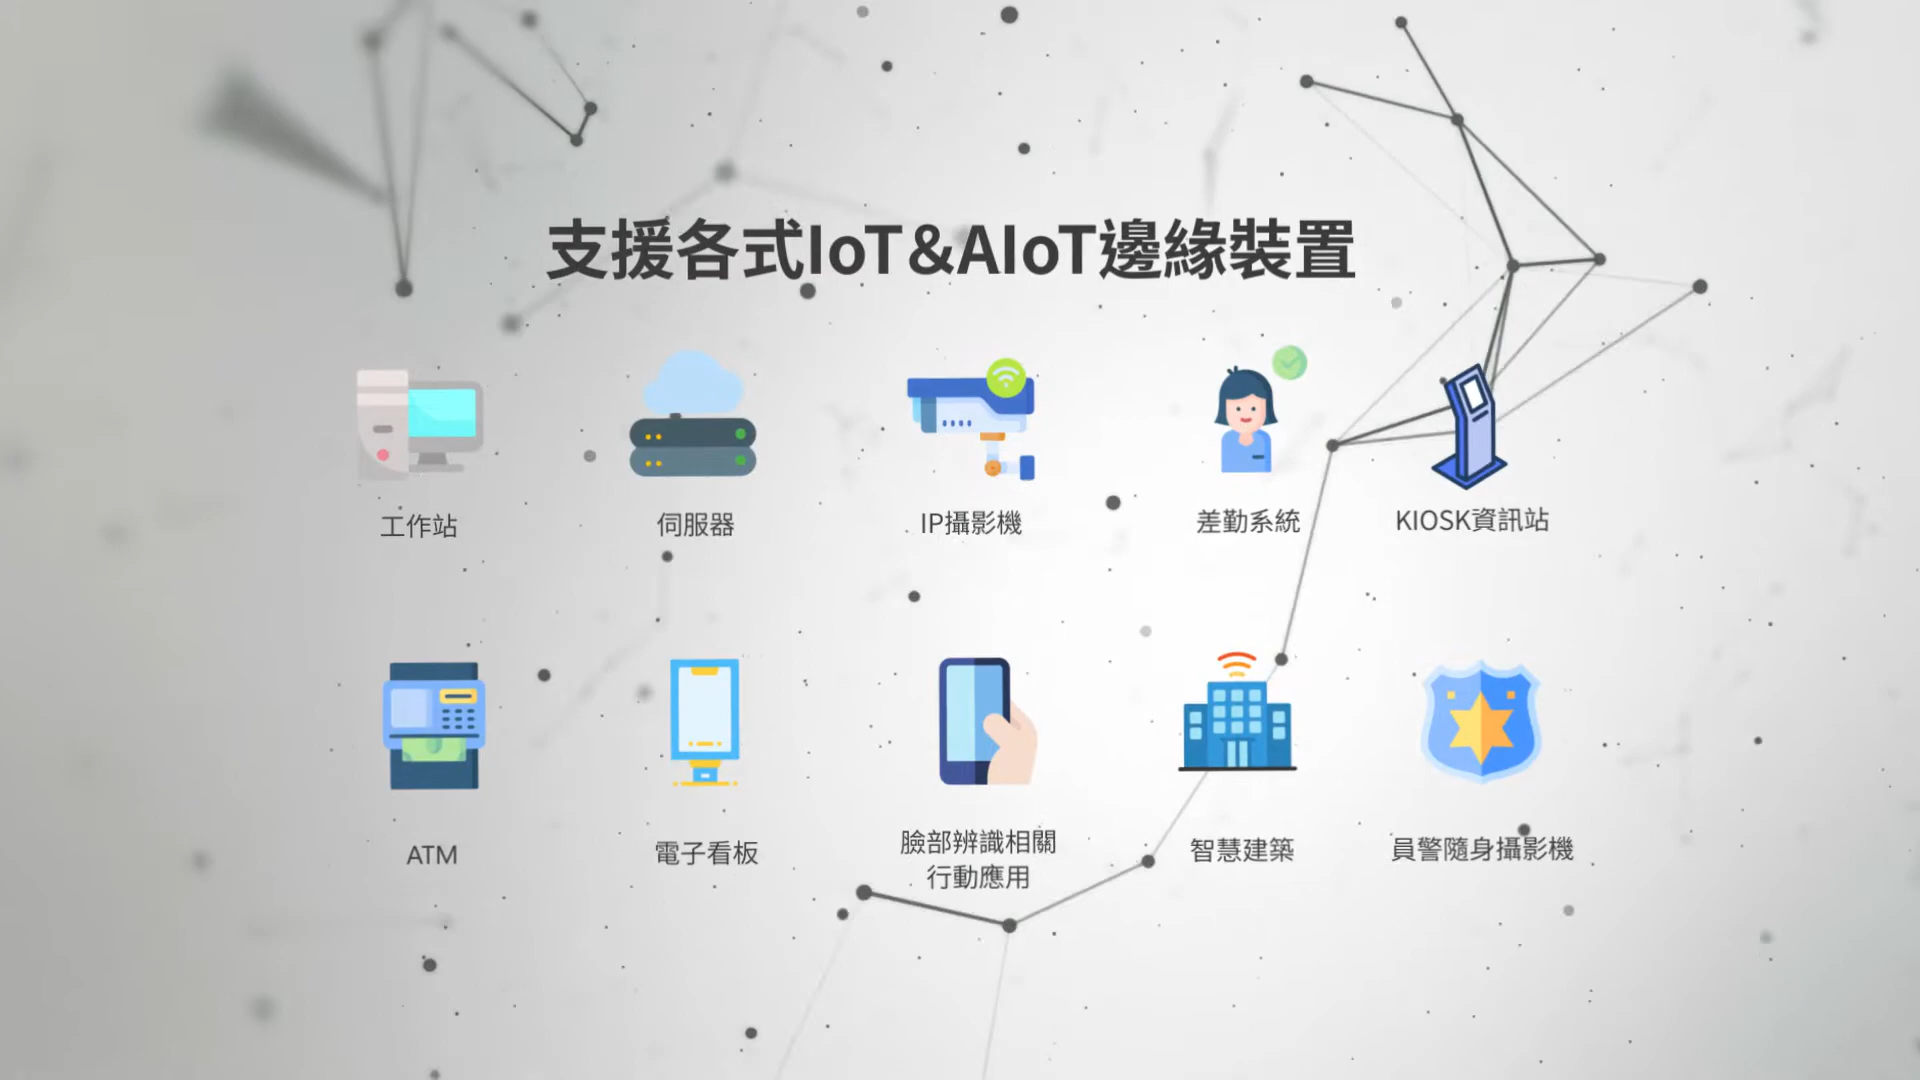 支援各式IoT&AIoT邊緣裝置
工作站
伺服器
IP攝影機
差勤系統
KIOSK資訊站
ATM
電子看板
臉部辨識相關
行動應用
智慧建築
員警隨身攝影機